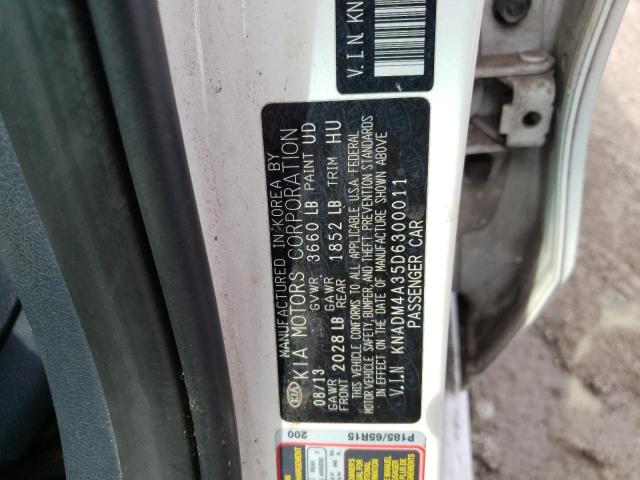 V.I.N KN
MANUFACTURED IN KOREA BY
KIA MOTORS CORPORATION
08/13 GVWR 3660 LB PAINT UD
GAWR FRONT 2028 LB GAWR REAR 1852 LB TRIM HU
THIS VEHICLE CONFORMS TO ALL APPLICABLE U.S.A. FEDERAL
MOTOR VEHICLE SAFETY, BUMPER, AND THEFT PREVENTION STANDARDS
IN EFFECT ON THE DATE OF MANUFACTURE SHOWN ABOVE
V.I.N KNADM4A35D6300011
PASSENGER CAR
P185/65R15
200